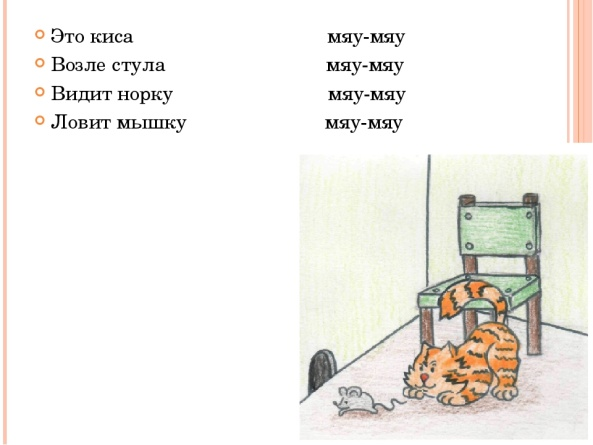 Это киса мяу-мяу
Возле стула мяу-мяу
Видит норку мяу-мяу
Ловит мышку мяу-мяу